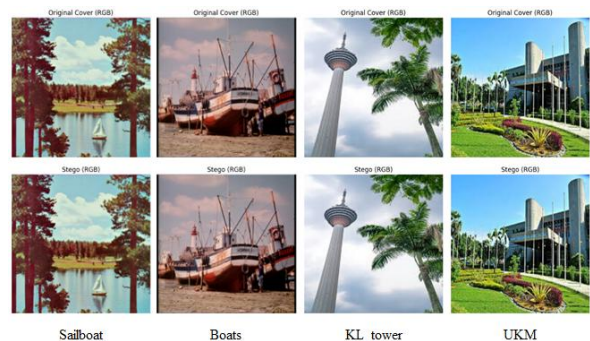 Original Cover (RGB) Original Cover (RGB) Original Cover (RGB) Original Cover (RGB)
Stego (RGB) Stego (RGB) Stego (RGB) Stego (RGB)
Sailboat Boats KL tower UKM